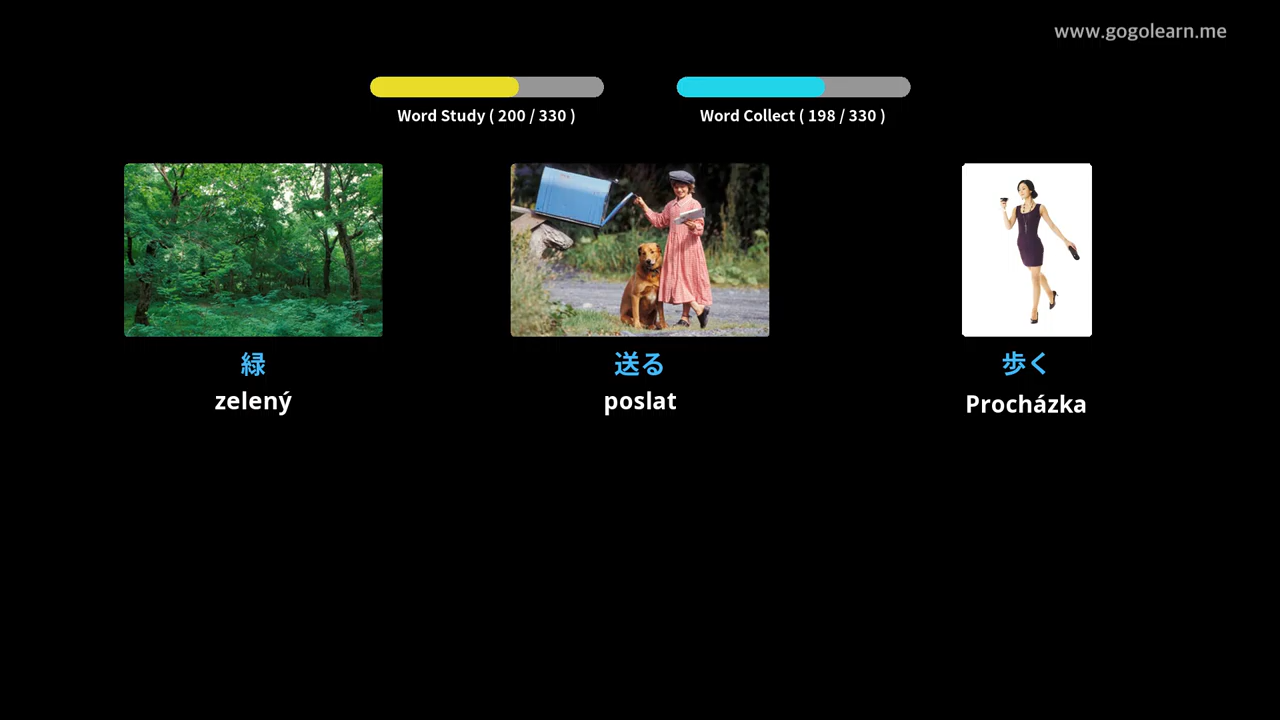 www.gogolearn.me
Word Study ( 200 / 330 )
Word Collect ( 198 / 330 )
緑
zelený
送る
poslat
歩く
Procházka